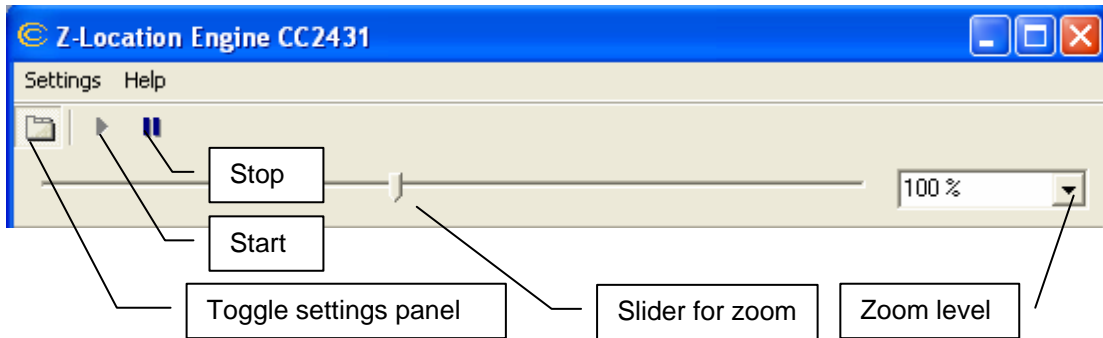 Z-Location Engine CC2431
Settings Help
Stop
100 %
Start
Toggle settings panel
Slider for zoom
Zoom level